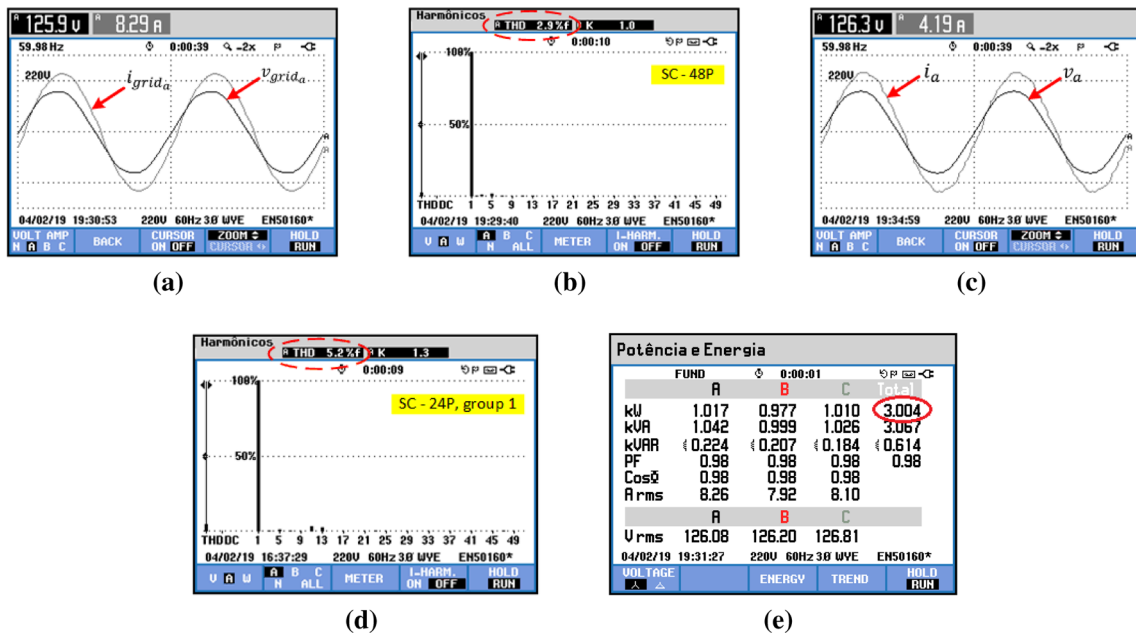 A 125.9 V A 8.29 A
59.98 Hz 0:00:39 -2x P
220V
i_grid_a
v_grid_a
A
A
04/02/19 19:30:53 220V 60Hz 3.0 WYE EN50160*
VOLT AMP CURSOR ZOOM HOLD
N A B C BACK ON OFF CURSOR RUN
(a)
Harmônicos
A THD 2.9%f A K 1.0
0:00:10 P
100%
SC - 48P
50%
THDDC 1 5 9 13 17 21 25 29 33 37 41 45 49
04/02/19 19:29:40 220V 60Hz 3Ø WYE EN50160*
V A W A B C N ALL METER I-HARM. ON OFF HOLD RUN
(b)
A 126.3 V A 4.19 A
59.98 Hz 0:00:39 -2x P
220V
i_a
v_a
A
A
04/02/19 19:34:59 220V 60Hz 3Ø WYE EN50160*
VOLT AMP CURSOR ZOOM HOLD
N A B C BACK ON OFF CURSOR RUN
(c)
Harmônicos
A THD 5.2%f A K 1.3
0:00:09 P
100%
SC - 24P, group 1
50%
THDDC 1 5 9 13 17 21 25 29 33 37 41 45 49
04/02/19 16:37:29 220V 60Hz 3Ø WYE EN50160*
V A W A B C N ALL METER I-HARM. ON OFF HOLD RUN
(d)
Potência e Energia
FUND 0:00:01 P
A B C Total
kW 1.017 0.977 1.010 3.004
kVA 1.042 0.999 1.026 3.067
kVAR 0.224 0.207 0.184 0.614
PF 0.98 0.98 0.98 0.98
CosΦ 0.98 0.98 0.98
A rms 8.26 7.92 8.10
A B C
V rms 126.08 126.20 126.81
04/02/19 19:31:27 220V 60Hz 3Ø WYE EN50160*
VOLTAGE ENERGY TREND HOLD
RUN
(e)